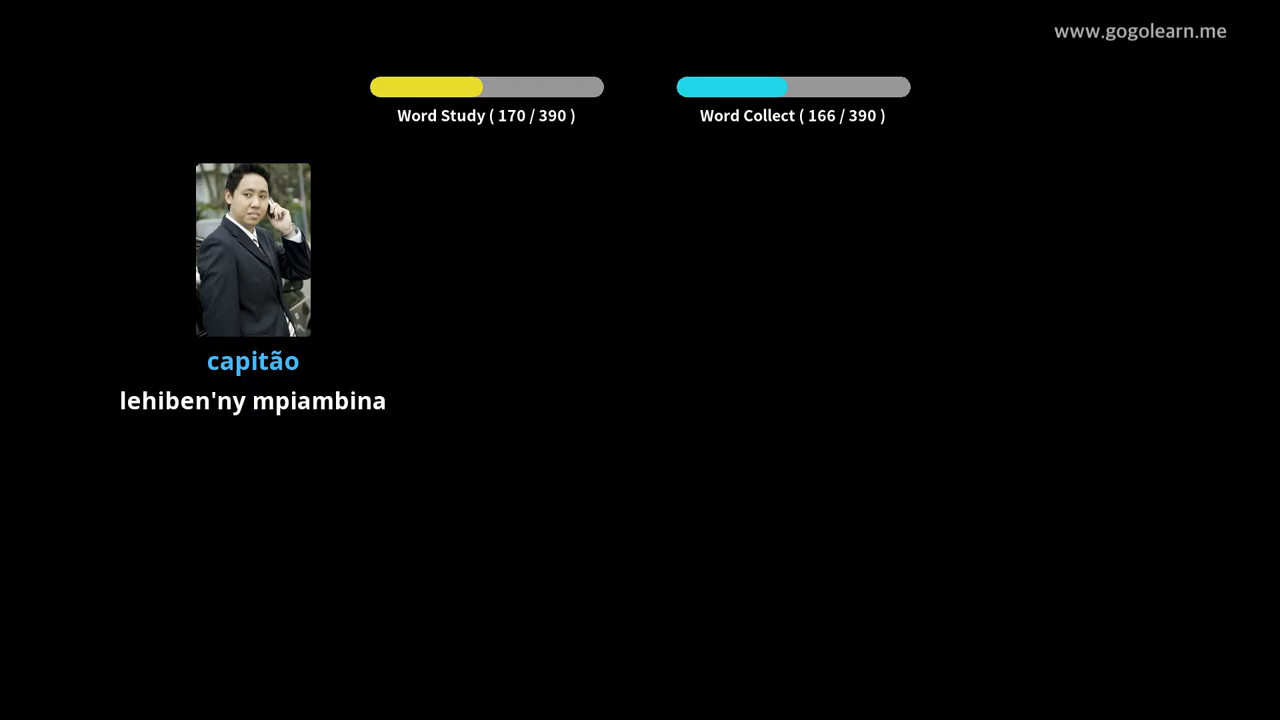 www.gogolearn.me
Word Study ( 170 / 390 )
Word Collect ( 166 / 390 )
capitão
lehiben'ny mpiambina